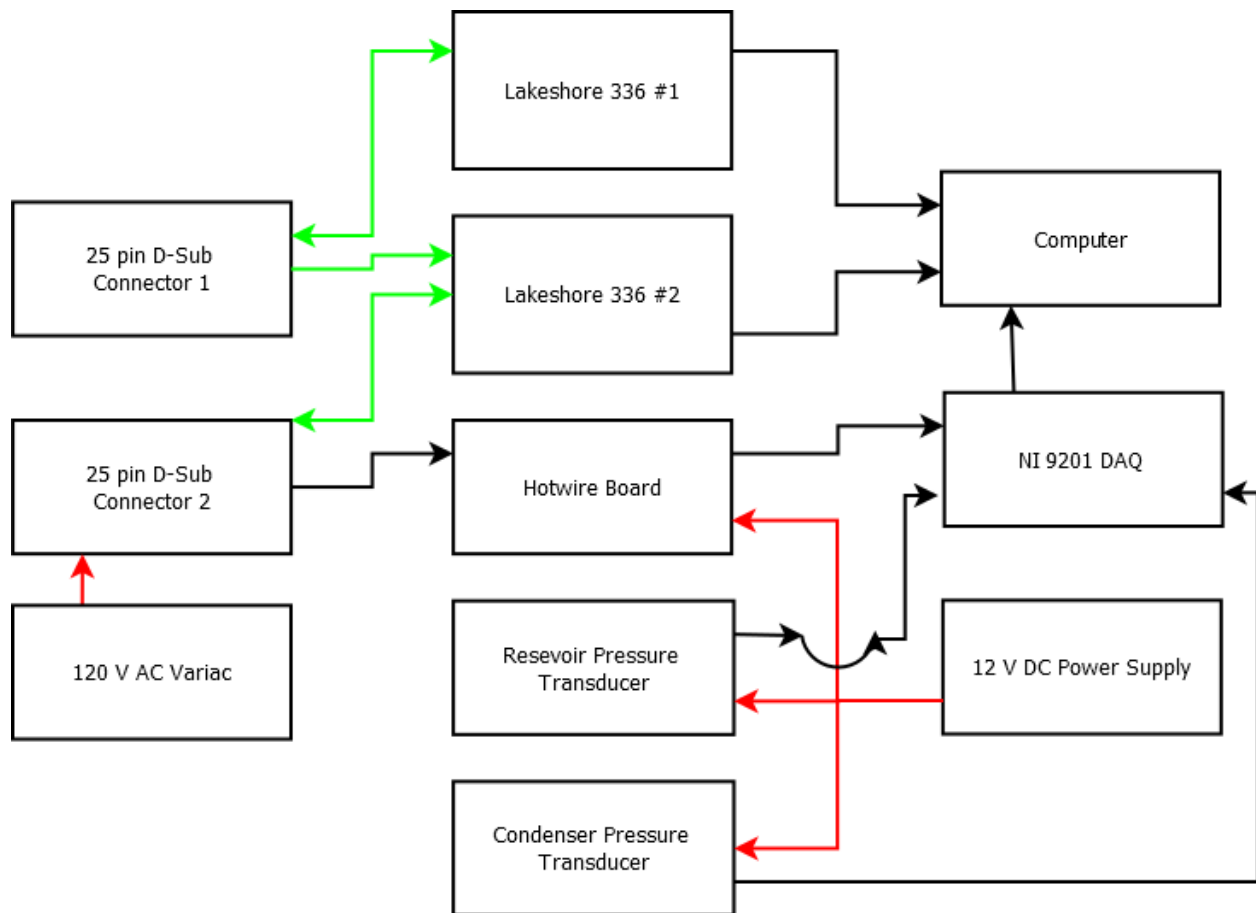 Lakeshore 336 #1
25 pin D-Sub
Connector 1
Lakeshore 336 #2
Computer
25 pin D-Sub
Connector 2
Hotwire Board
NI 9201 DAQ
120 V AC Variac
Resevoir Pressure
Transducer
12 V DC Power Supply
Condenser Pressure
Transducer